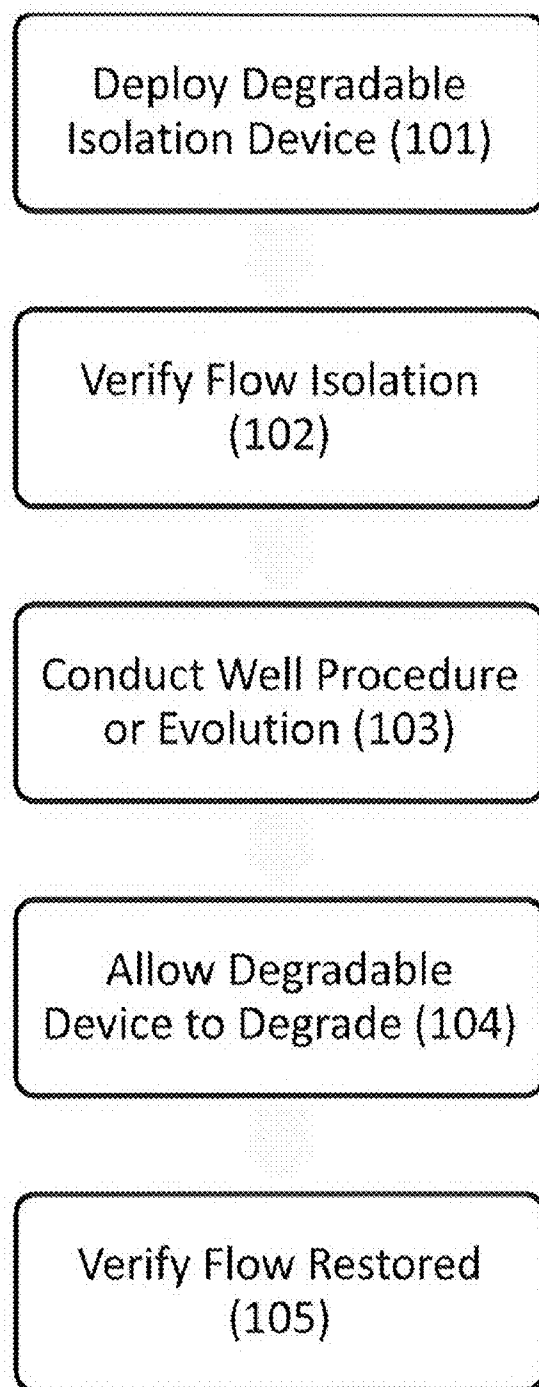 Deploy Degradable
Isolation Device (101)
Verify Flow Isolation
(102)
Conduct Well Procedure
or Evolution (103)
Allow Degradable
Device to Degrade (104)
Verify Flow Restored
(105)